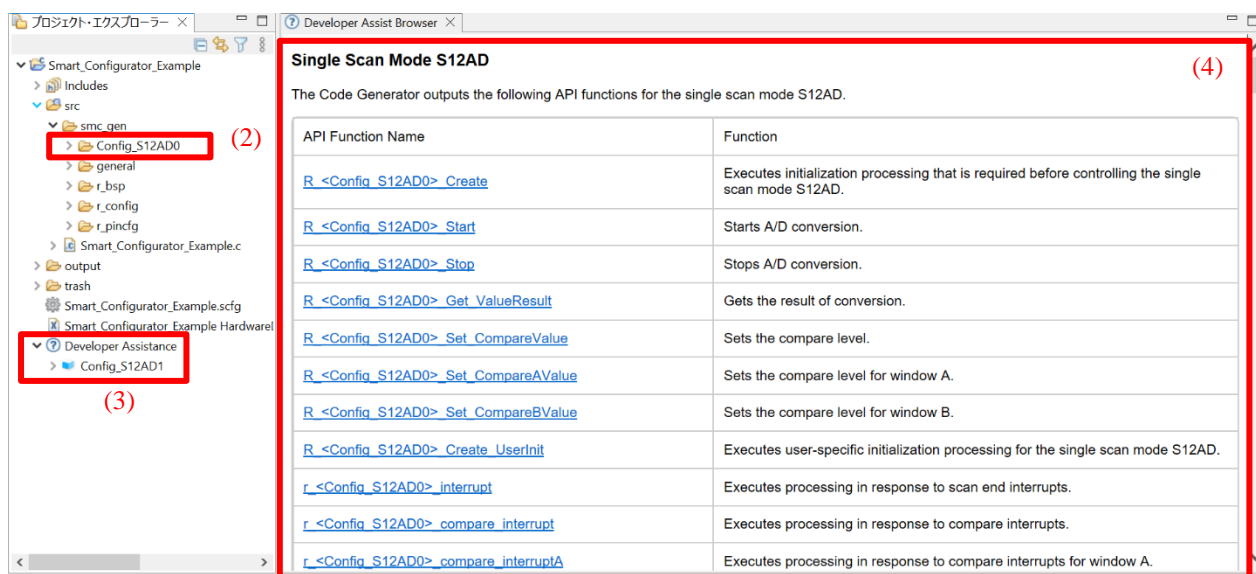 プロジェクト・エクスプローラー
Smart_Configurator_Example
Includes
src
smc_gen
Config_S12AD0
(2)
general
r_bsp
r_config
r_pincfg
Smart_Configurator_Example.c
output
trash
Smart_Configurator_Example.scfg
Smart_Configurator_Example Hardware
Developer Assistance
Config_S12AD1
(3)
Developer Assist Browser
(4)
Single Scan Mode S12AD
The Code Generator outputs the following API functions for the single scan mode S12AD.
API Function Name Function
R_<Config_S12AD0>_Create Executes initialization processing that is required before controlling the single
scan mode S12AD.
R_<Config_S12AD0>_Start Starts A/D conversion.
R_<Config_S12AD0>_Stop Stops A/D conversion.
R_<Config_S12AD0>_Get_ValueResult Gets the result of conversion.
R_<Config_S12AD0>_Set_CompareValue Sets the compare level.
R_<Config_S12AD0>_Set_CompareAValue Sets the compare level for window A.
R_<Config_S12AD0>_Set_CompareBValue Sets the compare level for window B.
R_<Config_S12AD0>_Create_UserInit Executes user-specific initialization processing for the single scan mode S12AD.
r_<Config_S12AD0>_interrupt Executes processing in response to scan end interrupts.
r_<Config_S12AD0>_compare_interrupt Executes processing in response to compare interrupts.
r_<Config_S12AD0>_compare_interruptA Executes processing in response to compare interrupts for window A.